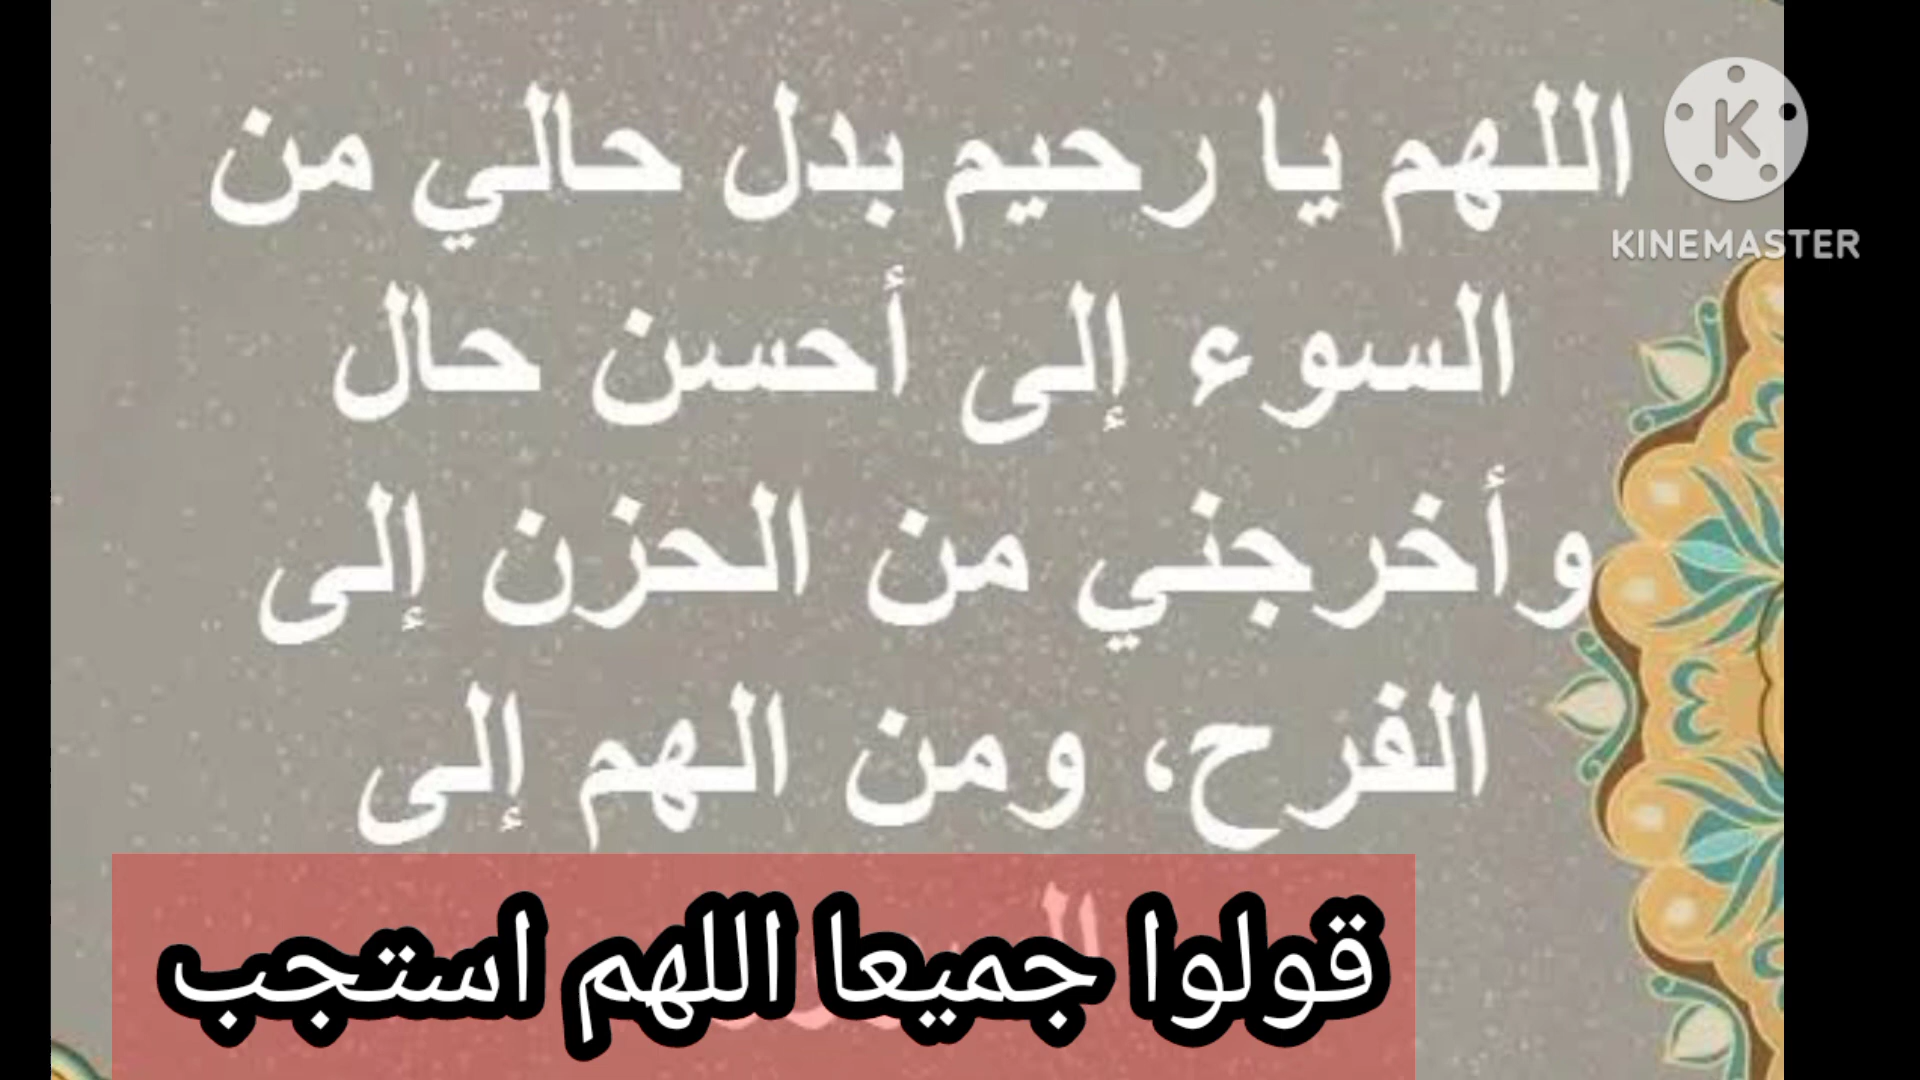 اللهم يا رحيم بدل حالي من
السوء إلى أحسن حال
وأخرجني من الحزن إلى
الفرح، ومن الهم إلى
قولوا جميعا اللهم استجب
KINEMASTER